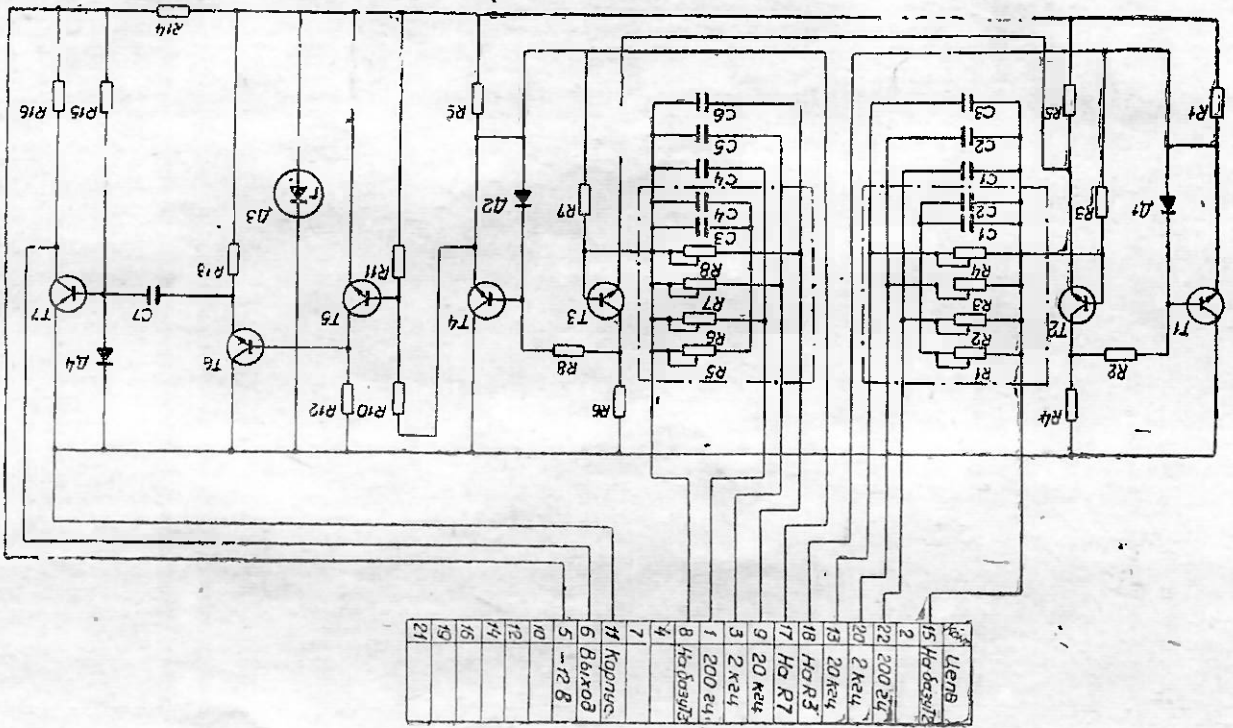 Цепь
15 На базу Т2
2
22 200 гц
20 2 кгц
13 20 кгц
18 На R3
17 На R7
9 20 кгц
3 2 кгц
1 200 гц
8 На базу Т3
4
7
11 Корпус
6 Выход
5 -12 В
10
12
14
16
19
21
R4
R2
T1
T2
Д1
R3
R1
R5
R1
R2
R3
R4
C1
C2
C1
C2
C3
R6
R8
T3
R9
R5
R6
R7
R8
C3
C4
C4
C5
C6
T4
Д2
R10
R12
T5
R11
Д3
Г
T6
R13
R14
C7
Д4
T7
R15
R16